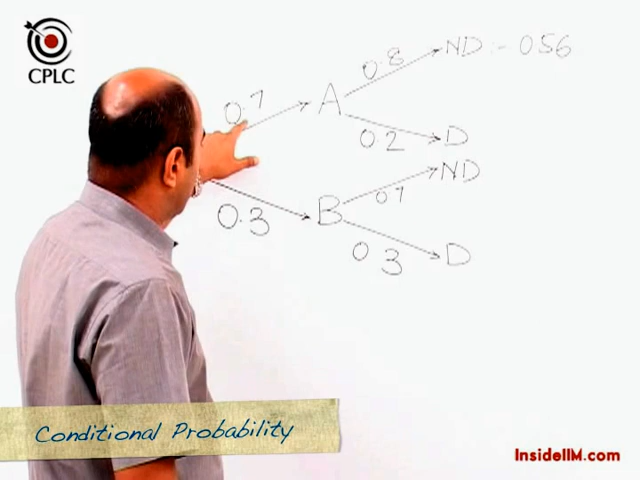 CPLC
0.7
A
0.8
ND :- 0.56
0.2
D
0.3
B
0.7
ND
0.3
D
Conditional Probability
InsideIIM.com